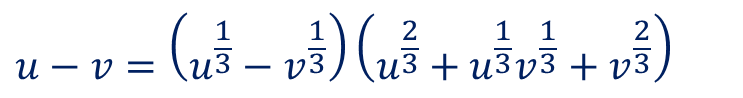 u − v = (u^{1/3} − v^{1/3})(u^{2/3} + u^{1/3}v^{1/3} + v^{2/3})